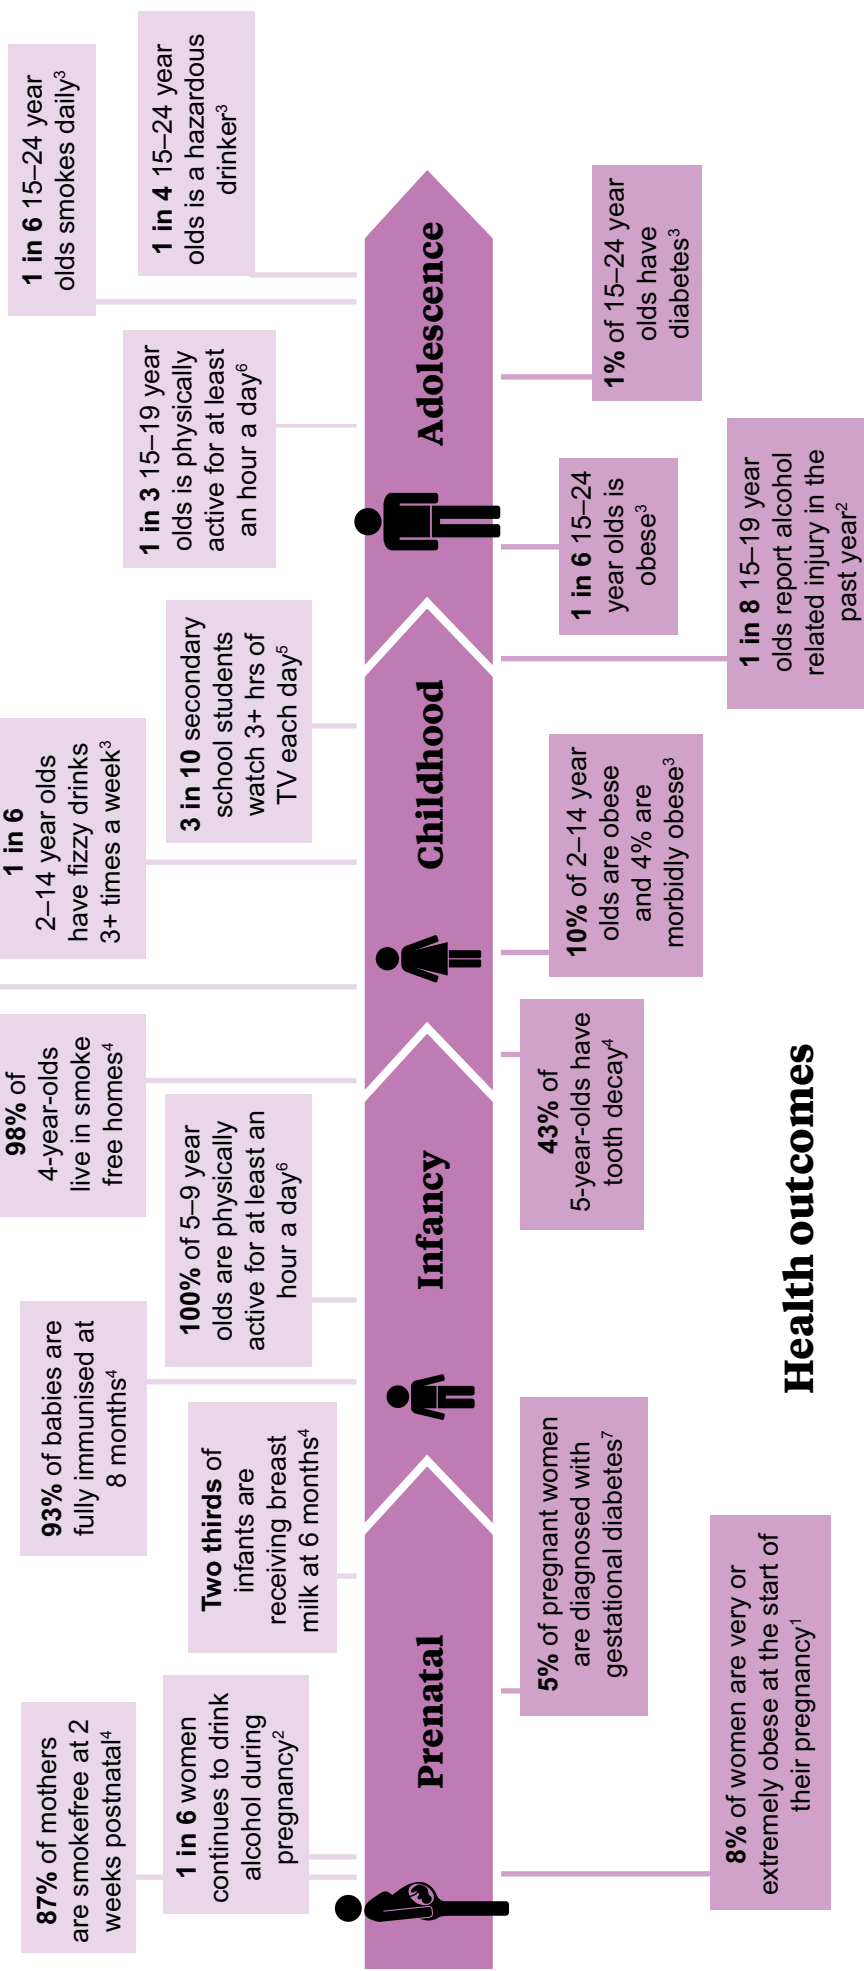 87% of mothers
are smokefree at 2
weeks postnatal4
1 in 6 women
continues to drink
alcohol during
pregnancy2
Two thirds of
infants are
receiving breast
milk at 6 months4
93% of babies are
fully immunised at
8 months4
100% of 5–9 year
olds are physically
active for at least an
hour a day6
98% of
4-year-olds
live in smoke
free homes4
1 in 6
2–14 year olds
have fizzy drinks
3+ times a week3
3 in 10 secondary
school students
watch 3+ hrs of
TV each day5
1 in 3 15–19 year
olds is physically
active for at least
an hour a day6
1 in 6 15–24 year
olds smokes daily3
1 in 4 15–24 year
olds is a hazardous
drinker3
Prenatal
Infancy
Childhood
Adolescence
8% of women are very or
extremely obese at the start of
their pregnancy1
5% of pregnant women
are diagnosed with
gestational diabetes7
43% of
5-year-olds have
tooth decay4
10% of 2–14 year
olds are obese
and 4% are
morbidly obese3
1 in 8 15–19 year
olds report alcohol
related injury in the
past year2
1 in 6 15–24
year olds is
obese3
1% of 15–24 year
olds have
diabetes3
Health outcomes